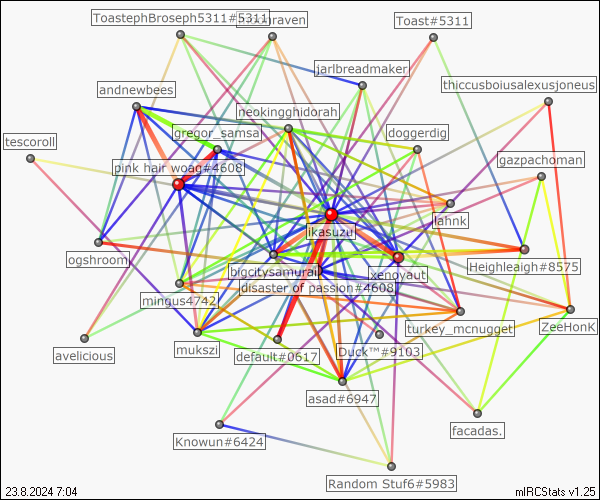 ToastephBroseph5311#5311
raven
Toast#5311
jarlbreadmaker
thiccusboiusalexusjoneus
andnewbees
neokingghidorah
gregor_samsa
doggerdig
tescoroll
pink hair woag#4608
gazpachoman
lahnk
ikasuzu
ogshroom
bigcitysamurai
xenoyaut
Heighleigh#8575
disaster of passion#4608
mingus4742
turkey_mcnugget
ZeeHonK
avelicious
mukszi
default#0617
Duck™#9103
asad#6947
facadas.
Knowun#6424
Random Stuf6#5983
23.8.2024 7:04
mIRCStats v1.25